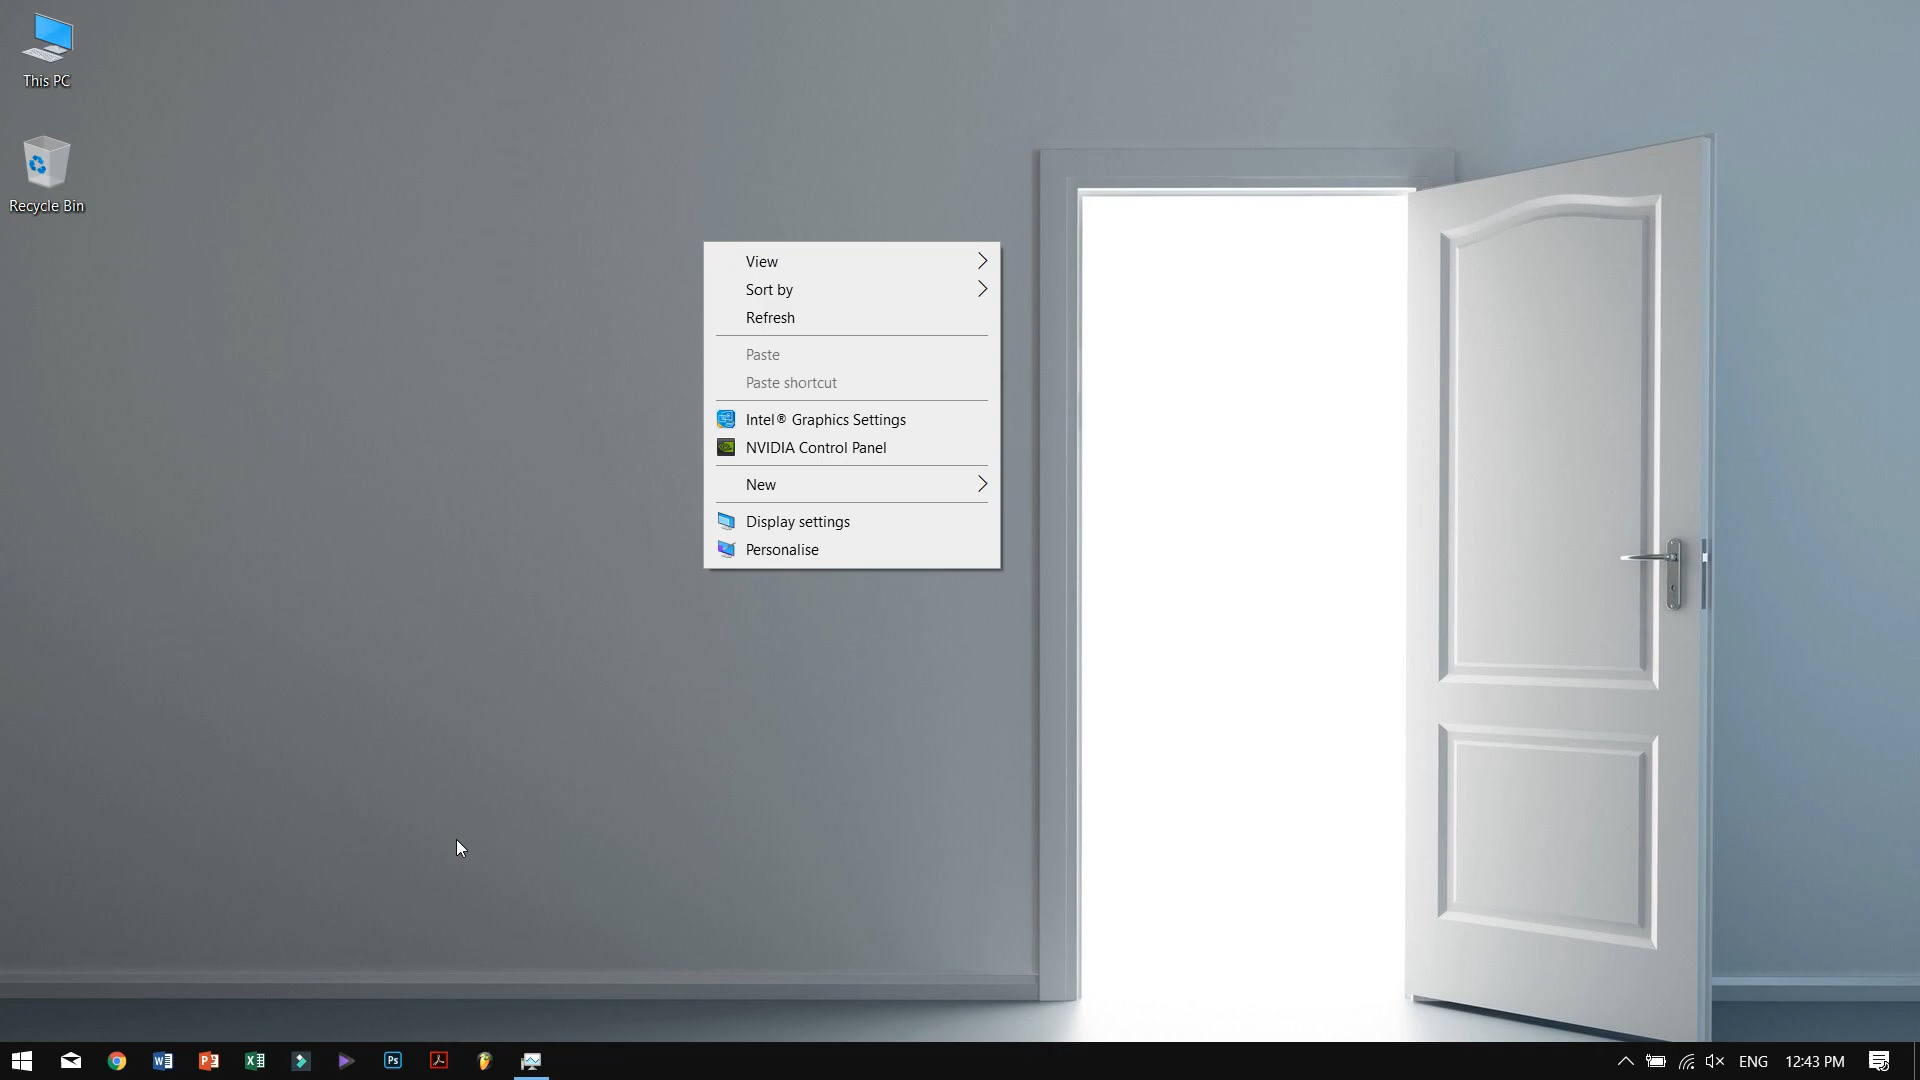 This PC
Recycle Bin
View
Sort by
Refresh
Paste
Paste shortcut
Intel® Graphics Settings
NVIDIA Control Panel
New
Display settings
Personalise
Ps
ENG
12:43 PM